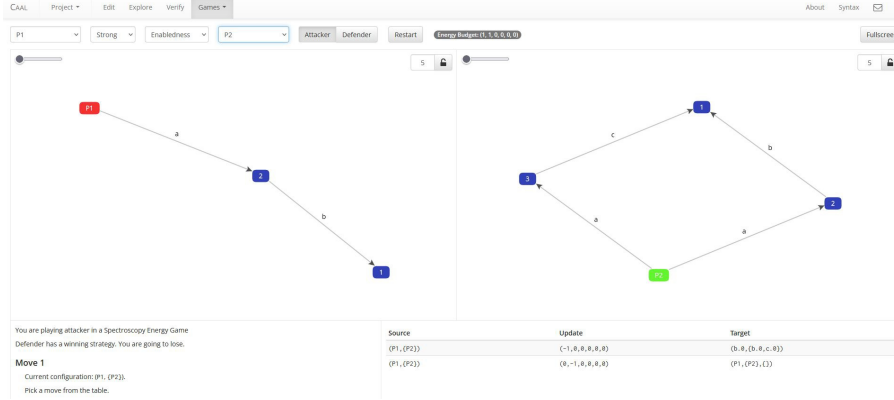 CAAL Project Edit Explore Verify Games About Syntax
P1 Strong Enabledness P2 Attacker Defender Restart Energy Budget: (1, 1, 0, 0, 0, 0) Fullscree
5 5
P1
a
2
b
1
1
c
b
3
2
a
a
P2
You are playing attacker in a Spectroscopy Energy Game
Defender has a winning strategy. You are going to lose.
Move 1
Current configuration: (P1, {P2}).
Pick a move from the table.
Source Update Target
(P1,{P2}) (-1,0,0,0,0,0) (b.0,{b.0,c.0})
(P1,{P2}) (0,-1,0,0,0,0) (P1,{P2},{})